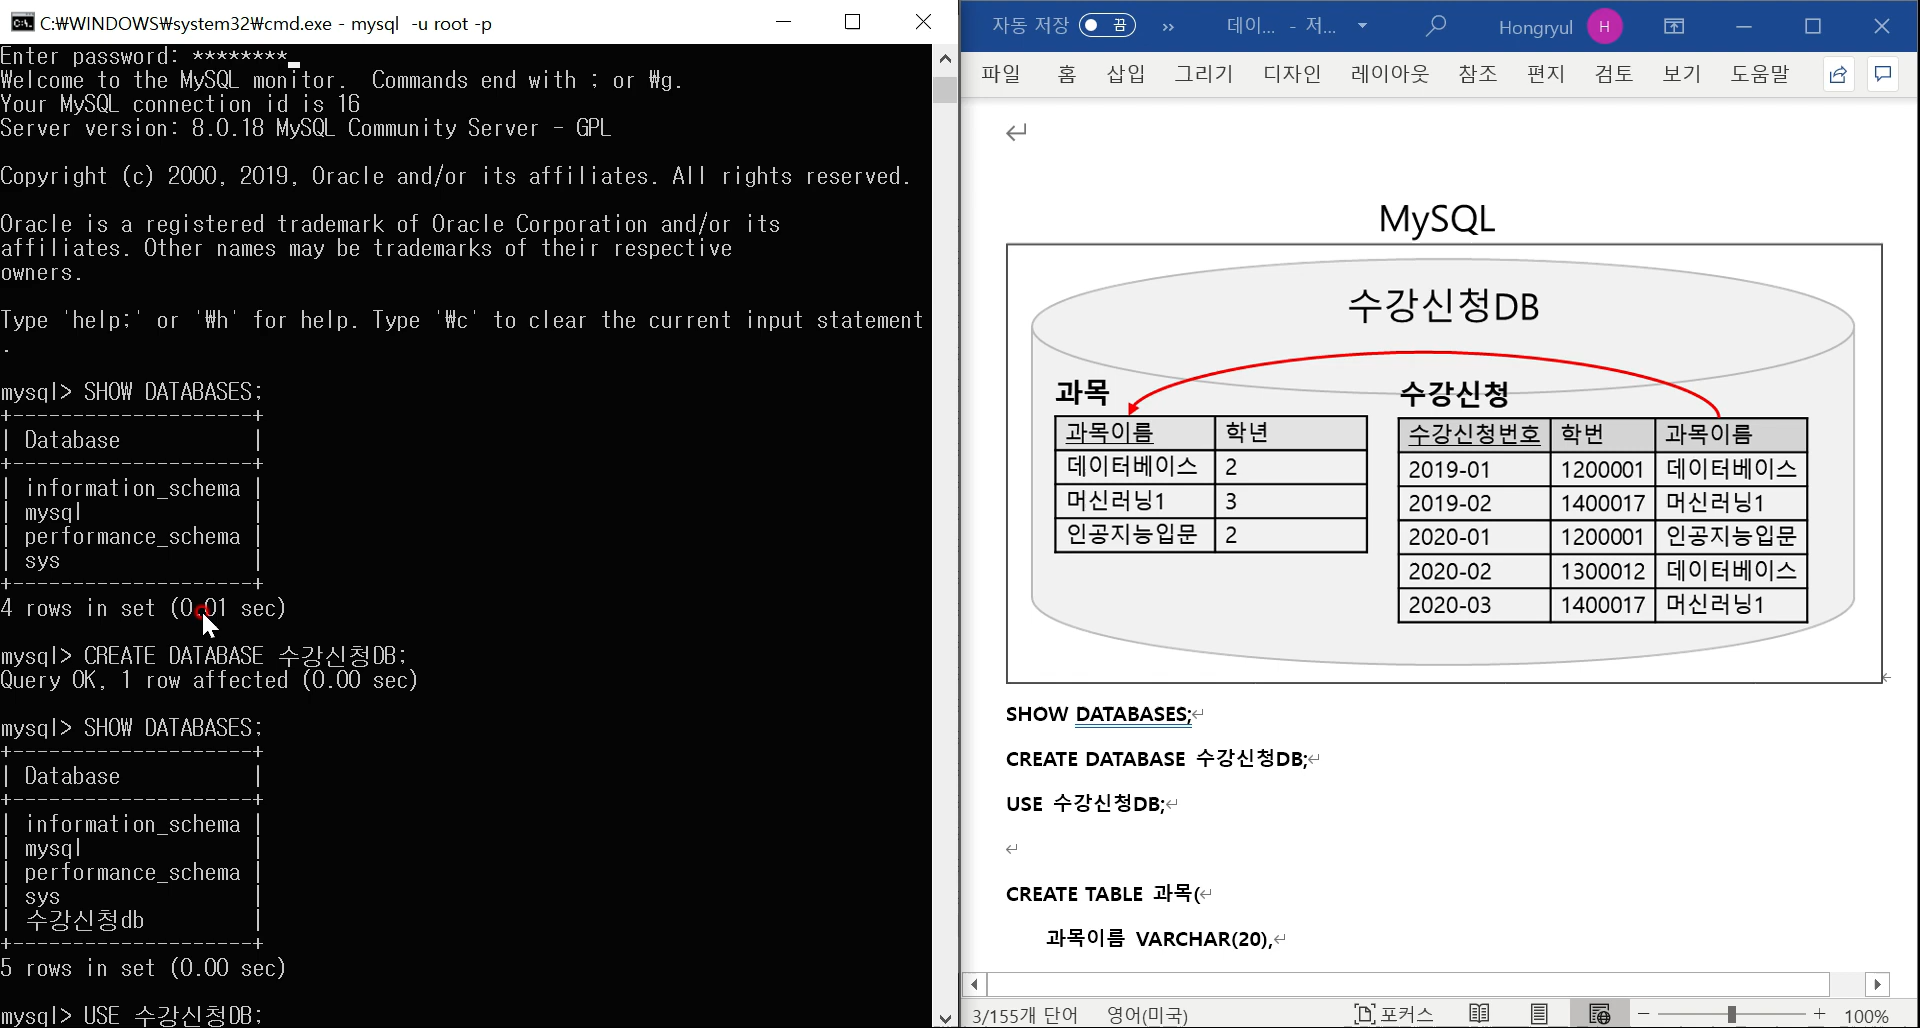 C:₩WINDOWS₩system32₩cmd.exe - mysql -u root -p
Enter password: ********
Welcome to the MySQL monitor.  Commands end with ; or ₩g.
Your MySQL connection id is 16
Server version: 8.0.18 MySQL Community Server - GPL
Copyright (c) 2000, 2019, Oracle and/or its affiliates. All rights reserved.
Oracle is a registered trademark of Oracle Corporation and/or its
affiliates. Other names may be trademarks of their respective
owners.
Type 'help;' or '₩h' for help. Type '₩c' to clear the current input statement
.
mysql> SHOW DATABASES;
+--------------------+
| Database           |
+--------------------+
| information_schema |
| mysql              |
| performance_schema |
| sys                |
+--------------------+
4 rows in set (0.01 sec)
mysql> CREATE DATABASE 수강신청DB;
Query OK, 1 row affected (0.00 sec)
mysql> SHOW DATABASES;
+--------------------+
| Database           |
+--------------------+
| information_schema |
| mysql              |
| performance_schema |
| sys                |
| 수강신청db         |
+--------------------+
5 rows in set (0.00 sec)
mysql> USE 수강신청DB;
자동 저장 끔 » 데이... - 저... Hongryul H
파일 홈 삽입 그리기 디자인 레이아웃 참조 편지 검토 보기 도움말
MySQL
수강신청DB
과목
과목이름 학년
데이터베이스 2
머신러닝1 3
인공지능입문 2
수강신청
수강신청번호 학번 과목이름
2019-01 1200001 데이터베이스
2019-02 1400017 머신러닝1
2020-01 1200001 인공지능입문
2020-02 1300012 데이터베이스
2020-03 1400017 머신러닝1
SHOW DATABASES;
CREATE DATABASE 수강신청DB;
USE 수강신청DB;
CREATE TABLE 과목(
과목이름 VARCHAR(20),
3/155개 단어 영어(미국) 포커스 100%